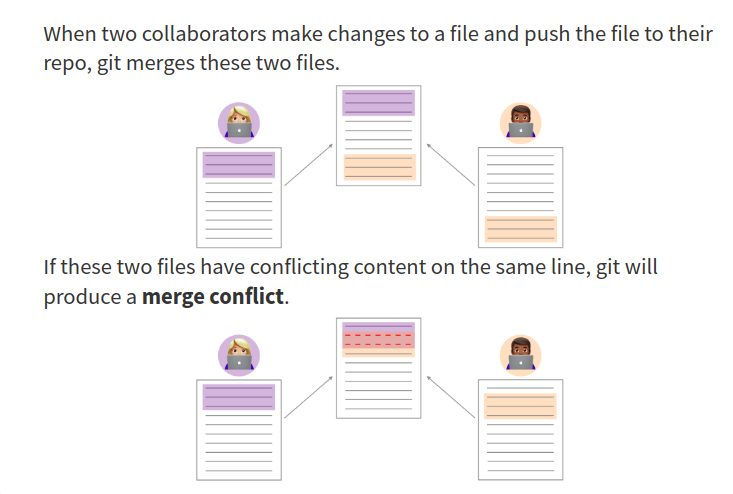 When two collaborators make changes to a file and push the file to their
repo, git merges these two files.
If these two files have conflicting content on the same line, git will
produce a merge conflict.